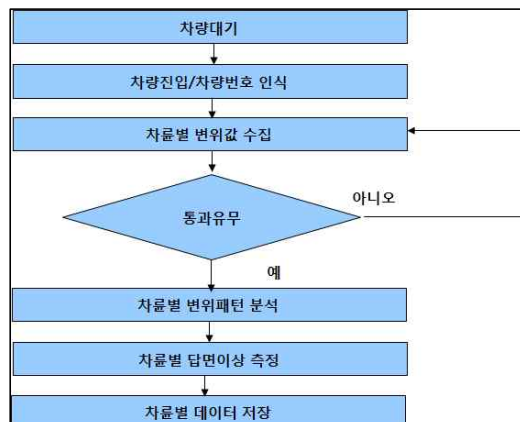 차량대기
차량진입/차량번호 인식
차륜별 변위값 수집
통과유무
아니오
예
차륜별 변위패턴 분석
차륜별 답면이상 측정
차륜별 데이터 저장